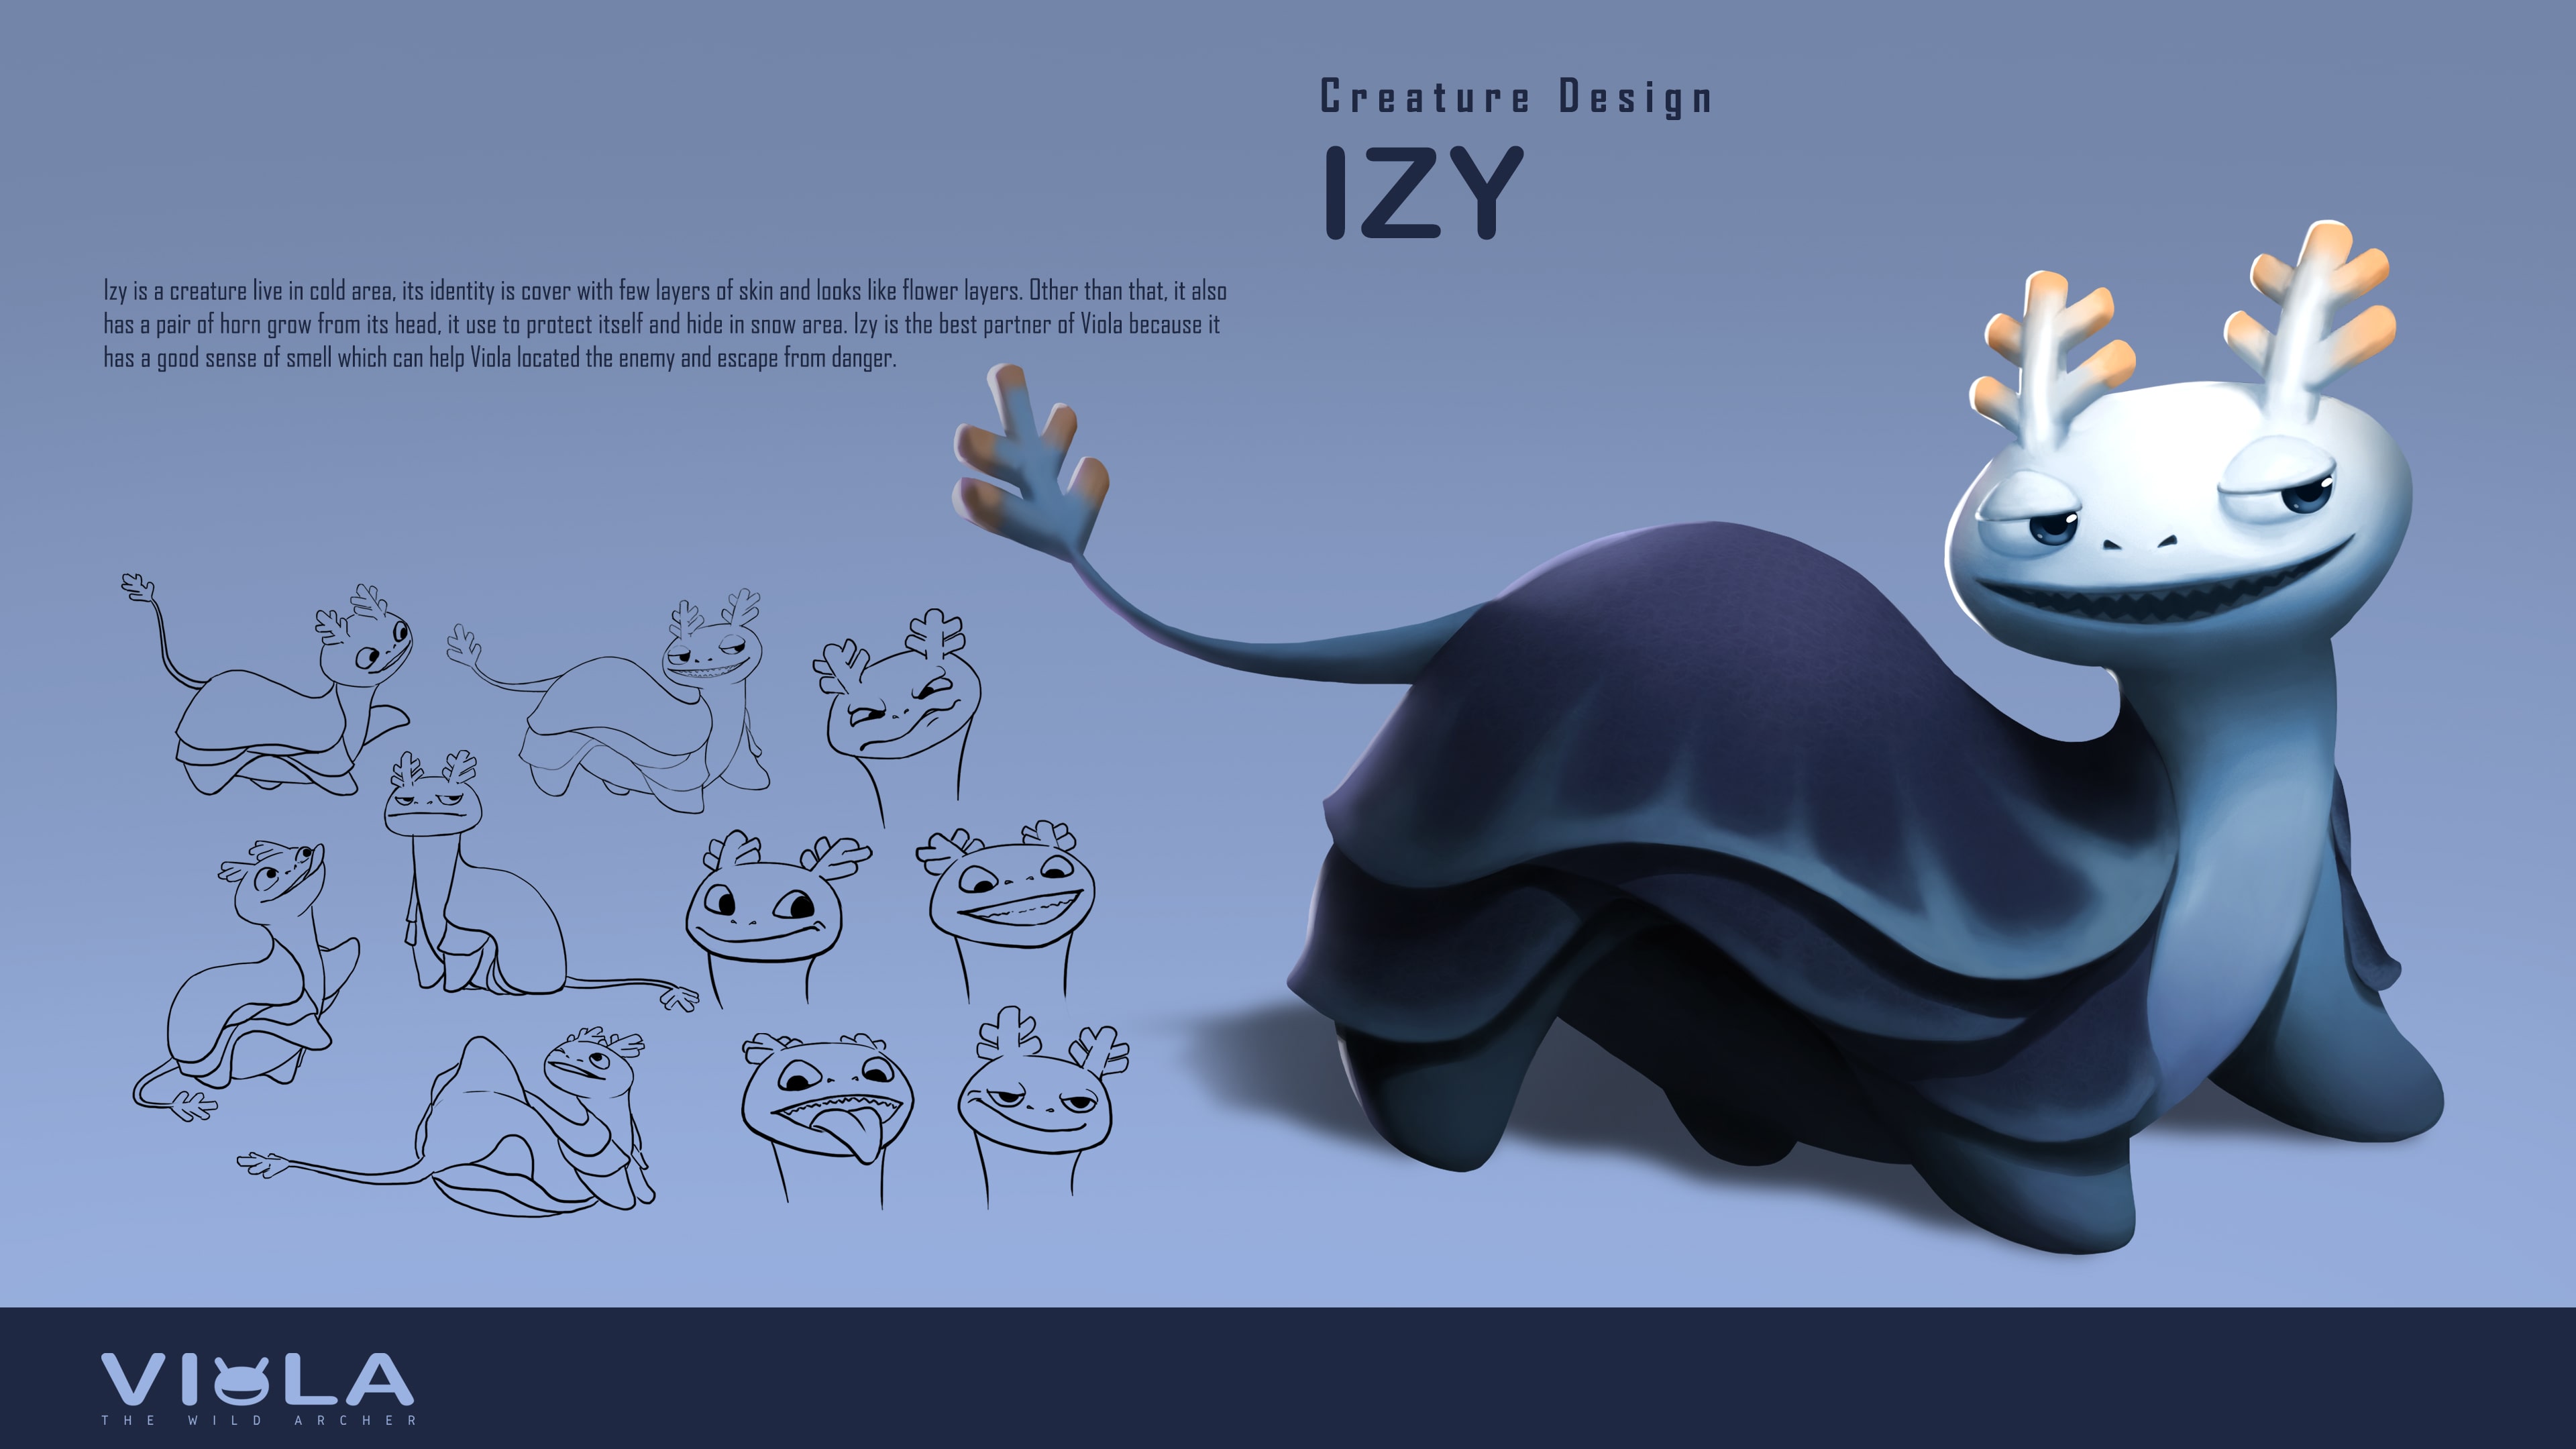 Creature Design
IZY
Izy is a creature live in cold area, its identity is cover with few layers of skin and looks like flower layers. Other than that, it also
has a pair of horn grow from its head, it use to protect itself and hide in snow area. Izy is the best partner of Viola because it
has a good sense of smell which can help Viola located the enemy and escape from danger.
VIOLA
THE WILD ARCHER